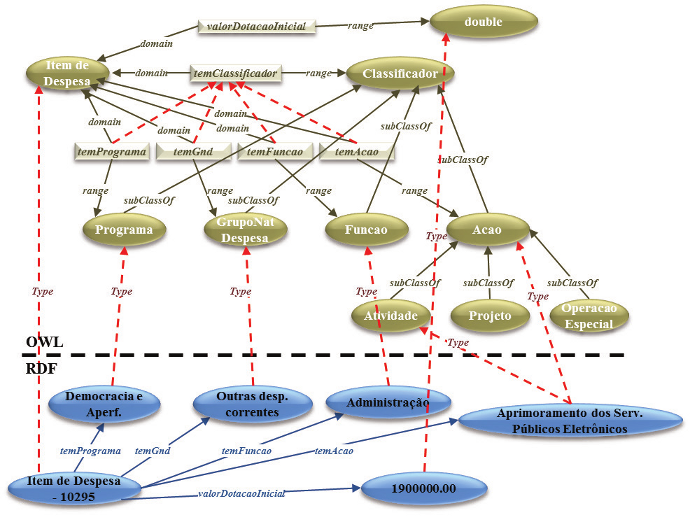 valorDotacaoInicial
range
double
domain
Item de
Despesa
domain
temClassificador
range
Classificador
domain
domain
domain
domain
temPrograma
temGnd
temFuncao
temAcao
subClassOf
subClassOf
range
range
subClassOf
range
subClassOf
range
Programa
GrupoNat
Despesa
Funcao
Type
Acao
Type
Type
Type
Type
subClassOf
subClassOf
subClassOf
Type
Atividade
Projeto
Operacao
Especial
OWL
Type
RDF
Democracia e
Aperf.
Outras desp.
correntes
Administração
Aprimoramento dos Serv.
Públicos Eletrônicos
temPrograma
temGnd
temFuncao
temAcao
Item de Despesa
- 10295
valorDotacaoInicial
1900000.00